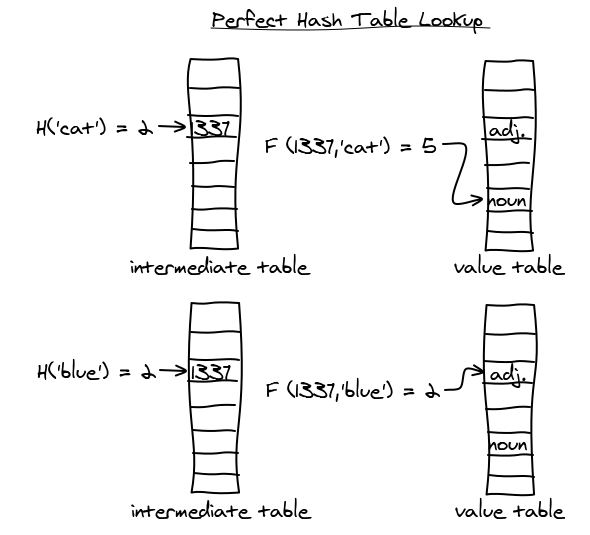 Perfect Hash Table Lookup
H('cat') = 2
1337
F (1337,'cat') = 5
adj.
noun
intermediate table
value table
H('blue') = 2
1337
F (1337,'blue') = 2
adj.
noun
intermediate table
value table